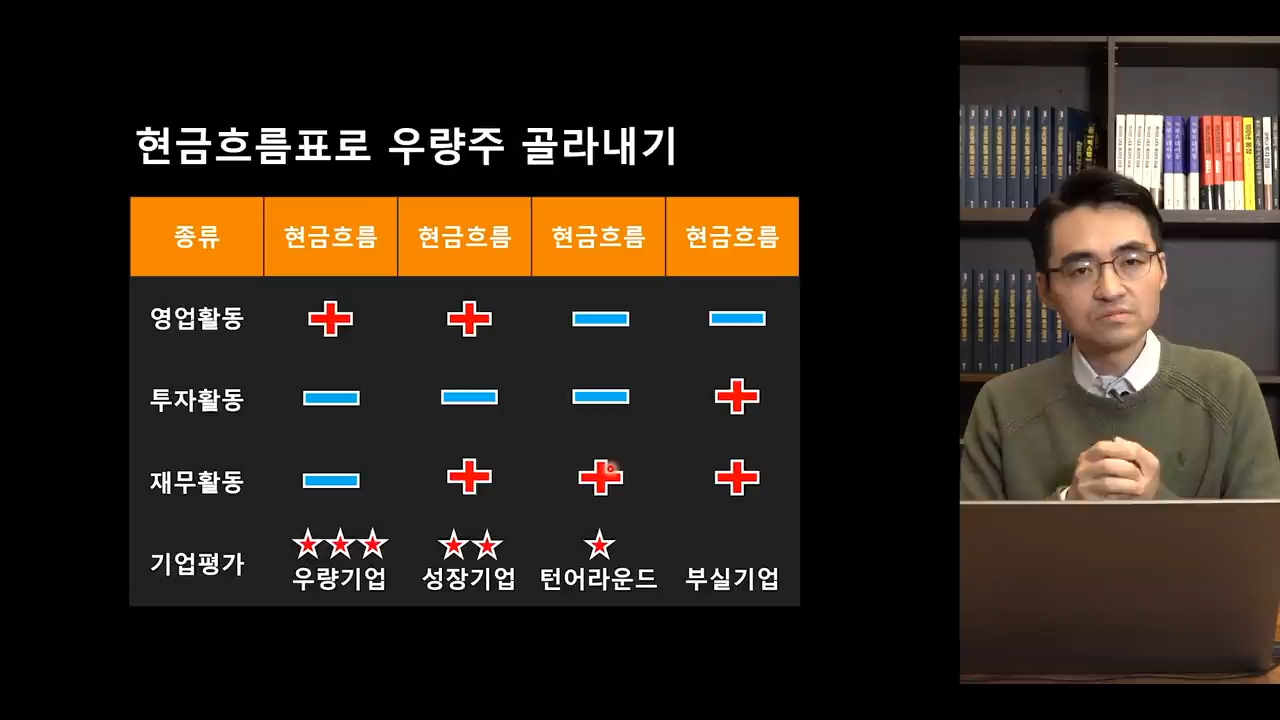 현금흐름표로 우량주 골라내기
종류 현금흐름 현금흐름 현금흐름 현금흐름
영업활동
투자활동
재무활동
기업평가
우량기업 성장기업 턴어라운드 부실기업